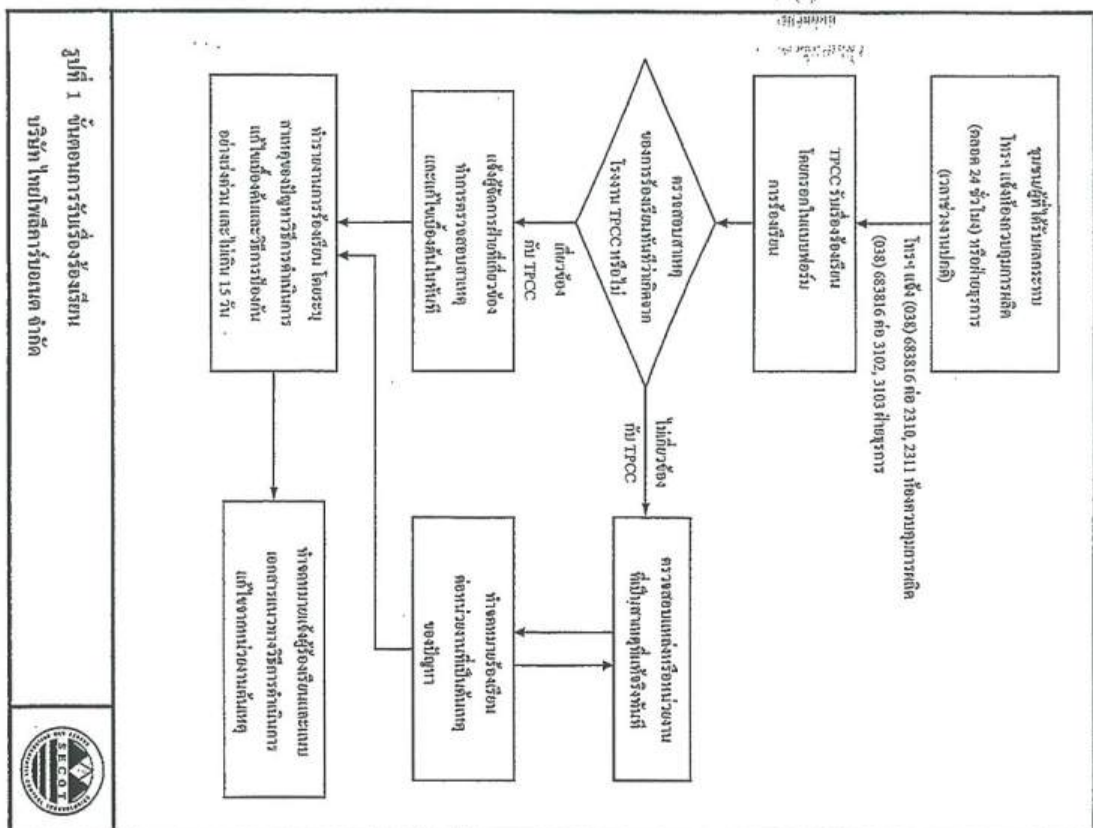 ชุมชน/ผู้ที่ได้รับผลกระทบ
โทรฯ แจ้งห้องควบคุมการผลิต
(ตลอด 24 ชั่วโมง) หรือฝ่ายธุรการ
(เวลาช่วงงานปกติ)
โทรฯ แจ้ง (038) 683816 ต่อ 2310, 2311 ห้องควบคุมการผลิต
(038) 683816 ต่อ 3102, 3103 ฝ่ายธุรการ
TPCC รับเรื่องร้องเรียน
โดยกรอกในแบบฟอร์ม
การร้องเรียน
ตรวจสอบสาเหตุ
ของการร้องเรียนทันทีว่าเกิดจาก
โรงงาน TPCC หรือไม่
ไม่เกี่ยวข้อง
กับ TPCC
ตรวจสอบแหล่งหรือหน่วยงาน
ที่เป็นสาเหตุที่แท้จริงทันที
เกี่ยวข้อง
กับ TPCC
แจ้งผู้จัดการฝ่ายที่เกี่ยวข้อง
ทำการตรวจสอบสาเหตุ
และแก้ไขเบื้องต้นในทันที
ทำจดหมายร้องเรียน
ต่อหน่วยงานที่เป็นต้นเหตุ
ของปัญหา
ทำรายงานการร้องเรียน โดยระบุ
สาเหตุของปัญหาวิธีการดำเนินการ
แก้ไขเบื้องต้นและวิธีการป้องกัน
อย่างเร่งด่วน และไม่เกิน 15 วัน
ทำจดหมายแจ้งผู้ร้องเรียนและแนบ
เอกสารแนวทางวิธีการดำเนินการ
แก้ไขจากหน่วยงานต้นเหตุ
รูปที่ 1 ขั้นตอนการรับเรื่องร้องเรียน
บริษัท ไทยโพลีคาร์บอเนต จำกัด
SECOT